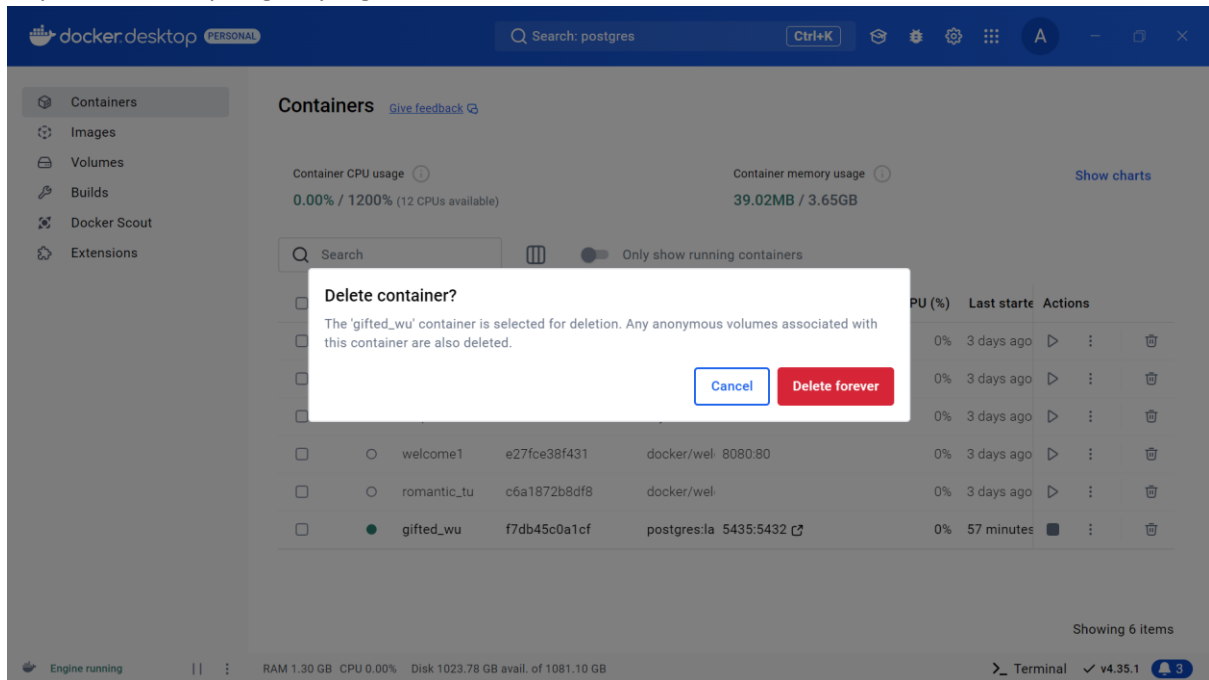 docker.desktop PERSONAL
Search: postgres
Ctrl+K
A
Containers
Images
Volumes
Builds
Docker Scout
Extensions
Containers Give feedback
Container CPU usage
0.00% / 1200% (12 CPUs available)
Container memory usage
39.02MB / 3.65GB
Show charts
Search
Only show running containers
PU (%) Last starte Actions
Delete container?
The 'gifted_wu' container is selected for deletion. Any anonymous volumes associated with
this container are also deleted.
Cancel Delete forever
0% 3 days ago
0% 3 days ago
0% 3 days ago
welcome1 e27fce38f431 docker/wel 8080:80 0% 3 days ago
romantic_tu c6a1872b8df8 docker/wel 0% 3 days ago
gifted_wu f7db45c0a1cf postgres:la 5435:5432 0% 57 minutes
Showing 6 items
Engine running RAM 1.30 GB CPU 0.00% Disk 1023.78 GB avail. of 1081.10 GB >_ Terminal v4.35.1 3